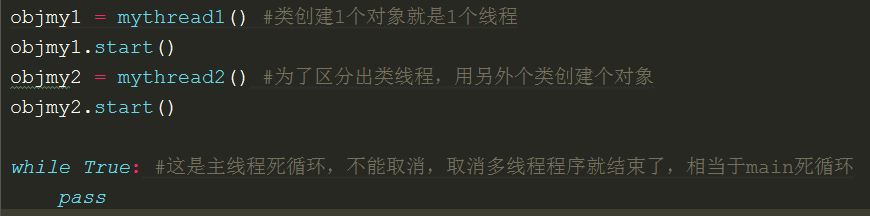 objmy1 = mythread1() #类创建1个对象就是1个线程
objmy1.start()
objmy2 = mythread2() #为了区分出类线程，用另外个类创建个对象
objmy2.start()
while True: #这是主线程死循环，不能取消，取消多线程程序就结束了，相当于main死循环
    pass